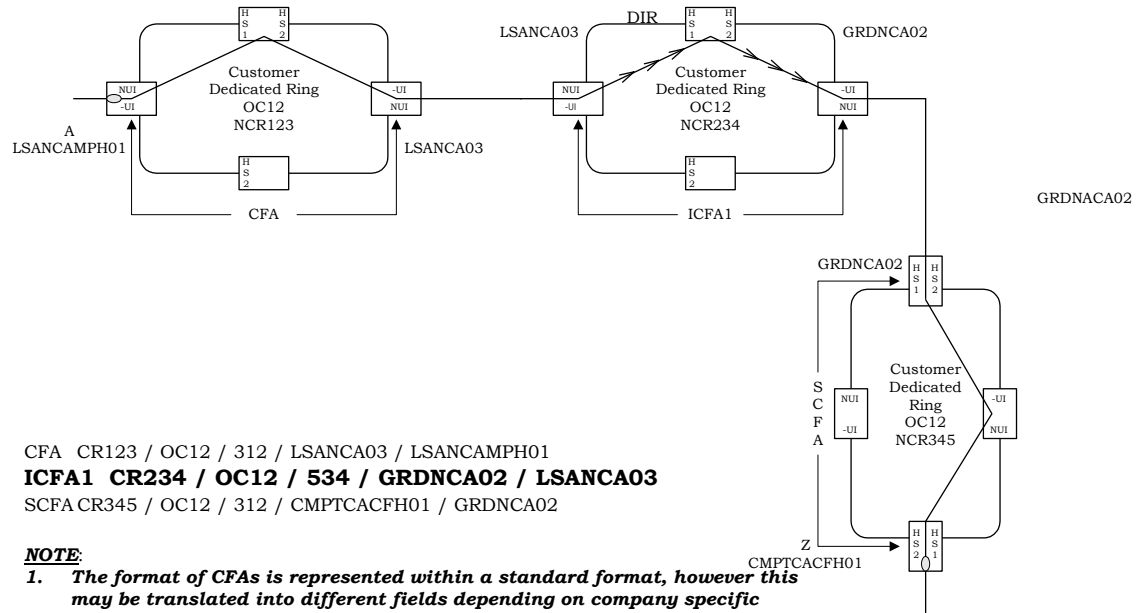 H H
S S
1 2
DIR
H H
S S
1 2
LSANCA03
GRDNCA02
Customer
Dedicated Ring
OC12
NCR123
Customer
Dedicated Ring
OC12
NCR234
NUI
-UI
-UI
NUI
NUI
-UI
-UI
NUI
A
LSANCAMPH01
LSANCA03
H
S
2
H
S
2
CFA
ICFA1
GRDNACA02
GRDNCA02
H H
S S
1 2
Customer
Dedicated
Ring
OC12
NCR345
S
C
F
A
NUI
-UI
-UI
NUI
CFA CR123 / OC12 / 312 / LSANCA03 / LSANCAMPH01
ICFA1 CR234 / OC12 / 534 / GRDNCA02 / LSANCA03
SCFA CR345 / OC12 / 312 / CMPTCACFH01 / GRDNCA02
H H
S S
2 1
Z
CMPTCACFH01
NOTE:
1. The format of CFAs is represented within a standard format, however this
may be translated into different fields depending on company specific